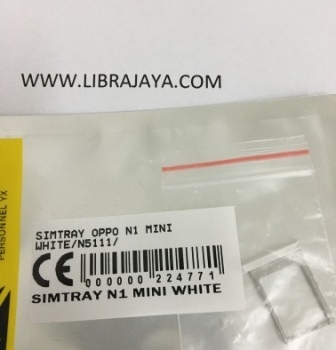 WWW.LIBRAJAYA.COM
PERSONNEL YX
SIMTRAY OPPO N1 MINI
WHITE/N5111/
CE
000000 224771
SIMTRAY N1 MINI WHITE